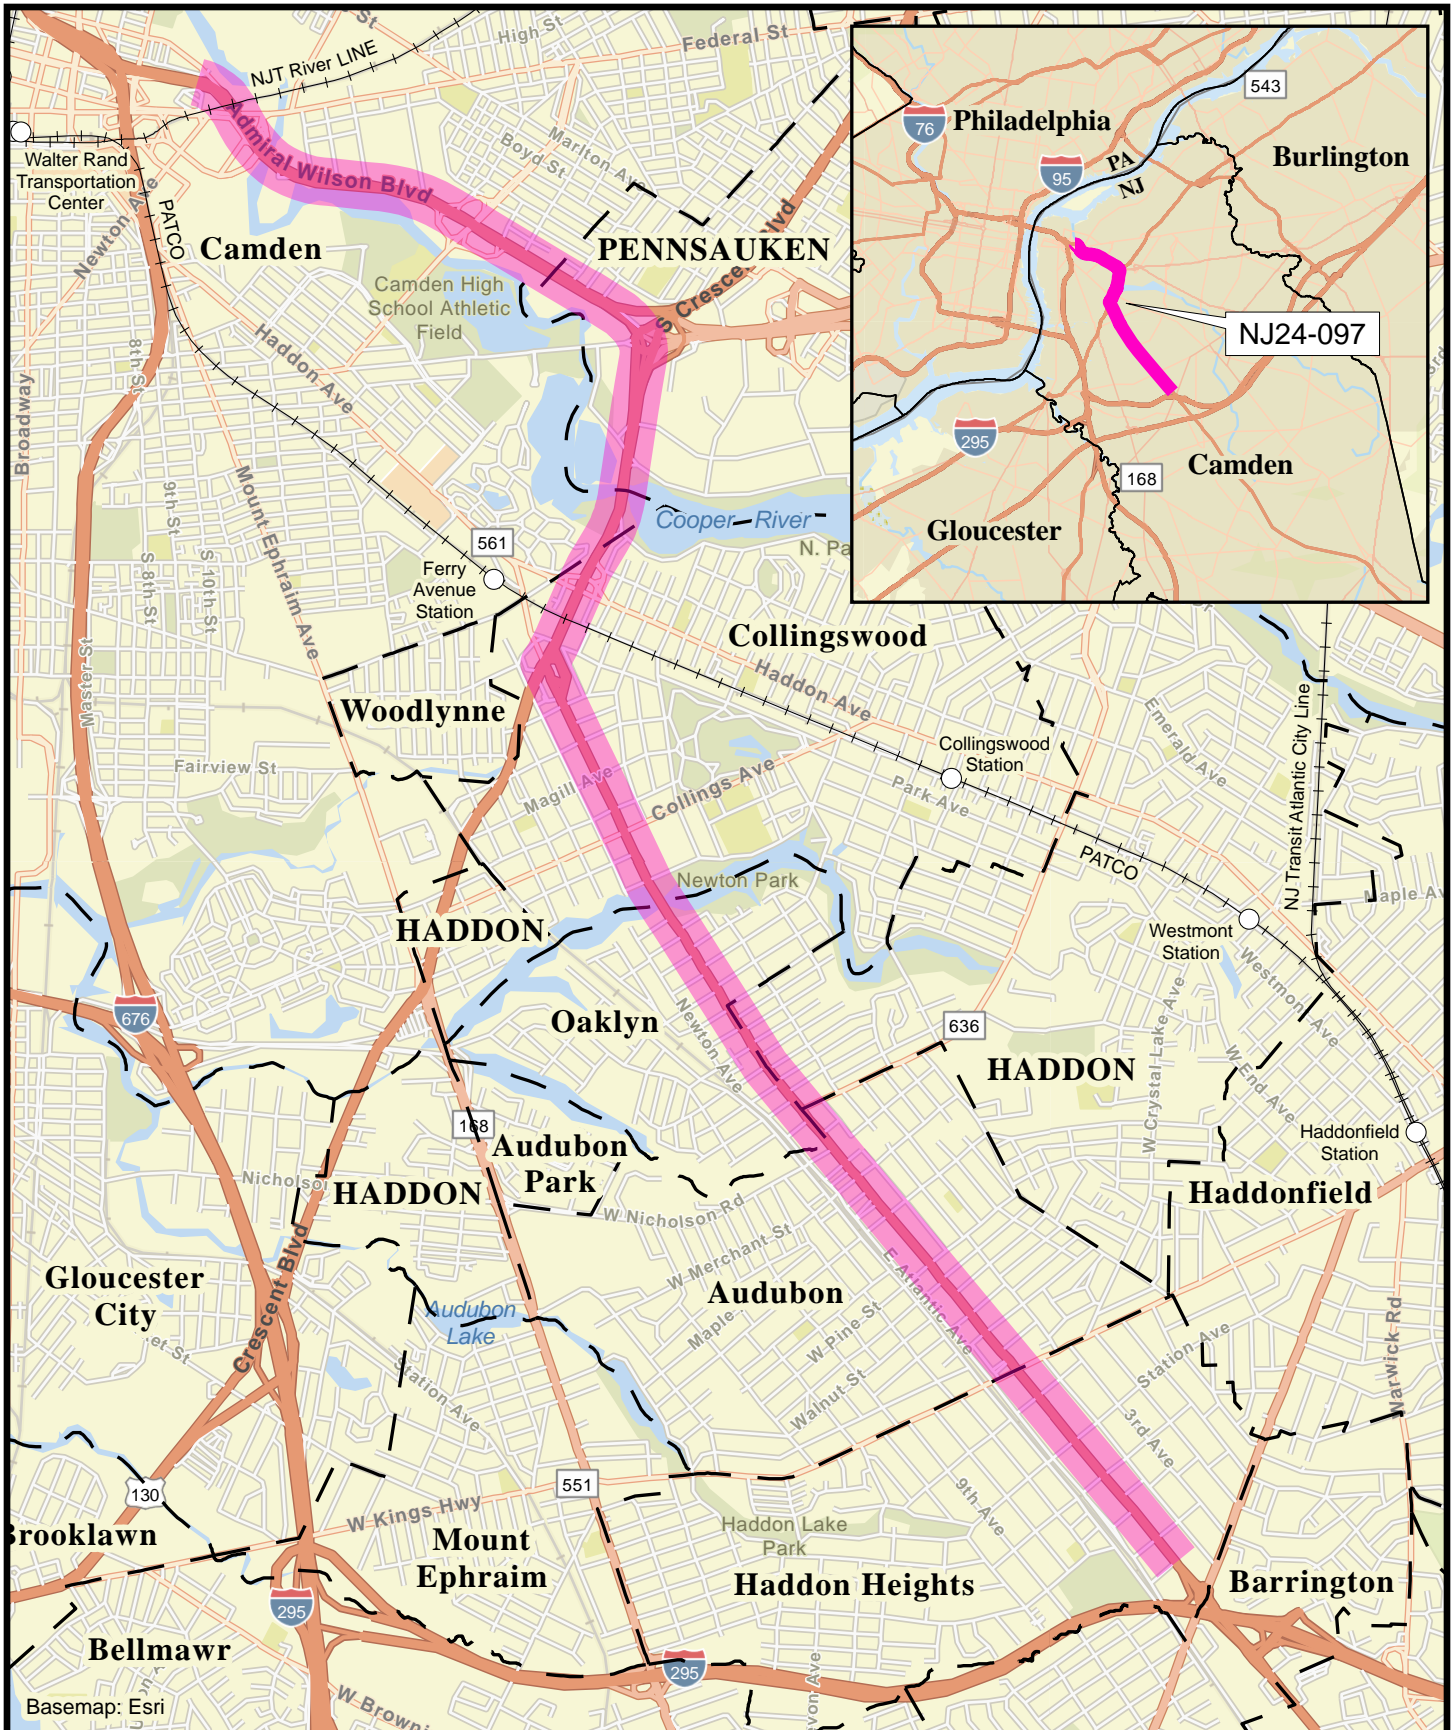 High St
Federal St
NJT River LINE
Admiral Wilson Blvd
Marlton Ave
Boyd St
Walter Rand
Transportation
Center
Newton Ave
PATCO
Camden
PENNSAUKEN
S Crescent Blvd
Camden High
School Athletic
Field
Haddon Ave
8th St
Broadway
9th St
Mount Ephraim Ave
S 8th St
S 10th St
561
Ferry
Avenue
Station
Cooper River
N. Pa
Philadelphia
76
95
PA
NJ
543
Burlington
NJ24-097
295
168
Camden
Gloucester
Collingswood
Haddon Ave
Master St
Woodlynne
Fairview St
Magill Ave
Collings Ave
Collingswood
Station
Park Ave
Emerald Ave
NJ Transit Atlantic City Line
PATCO
Newton Park
HADDON
Maple Av
Westmont
Station
Westmont Ave
676
Oaklyn
Newton Ave
636
HADDON
W Crystal Lake Ave
W End Ave
168
Audubon
Park
Haddonfield
Station
Nicholson
HADDON
W Nicholson Rd
Haddonfield
W Merchant St
E Atlantic Ave
Gloucester
City
Crescent Blvd
Audubon
Lake
Audubon
Maple
W Pine St
Station Ave
Walnut St
Station Ave
Warwick Rd
3rd Ave
130
551
9th Ave
W Kings Hwy
Brooklawn
Mount
Ephraim
Haddon Lake
Park
Haddon Heights
Barrington
295
Bellmawr
295
Basemap: Esri